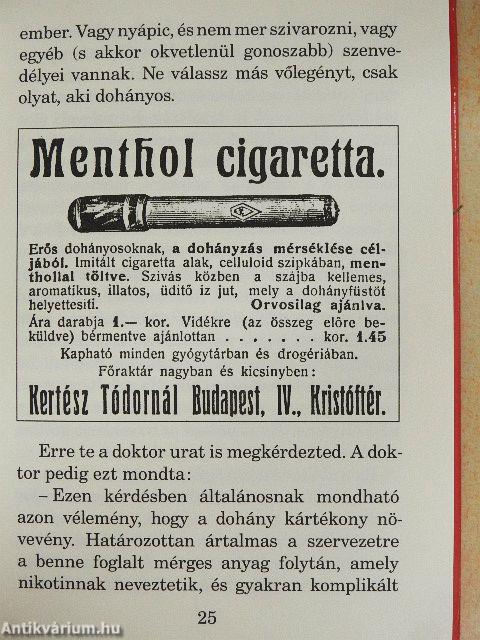 ember. Vagy nyápic, és nem mer szivarozni, vagy
egyéb (s akkor okvetlenül gonoszabb) szenve-
délyei vannak. Ne válassz más vőlegényt, csak
olyat, aki dohányos.
Menthol cigaretta.
Erős dohányosoknak, a dohányzás mérséklése cél-
jából. Imitált cigaretta alak, celluloid szipkában, men-
thollal töltve. Szivás közben a szájba kellemes,
aromatikus, illatos, üdítő íz jut, mely a dohányfüstöt
helyettesiti. Orvosilag ajánlva.
Ára darabja 1.— kor. Vidékre (az összeg előre be-
küldve) bérmentve ajánlottan . . . . . . . kor. 1.45
Kapható minden gyógytárban és drogériában.
Főraktár nagyban és kicsinyben:
Kertész Tódornál Budapest, IV., Kristóftér.
Erre te a doktor urat is megkérdezted. A dok-
tor pedig ezt mondta:
– Ezen kérdésben általánosnak mondható
azon vélemény, hogy a dohány kártékony nö-
vevény. Határozottan ártalmas a szervezetre
a benne foglalt mérges anyag folytán, amely
nikotinnak neveztetik, és gyakran komplikált
25
Antikvárium.hu